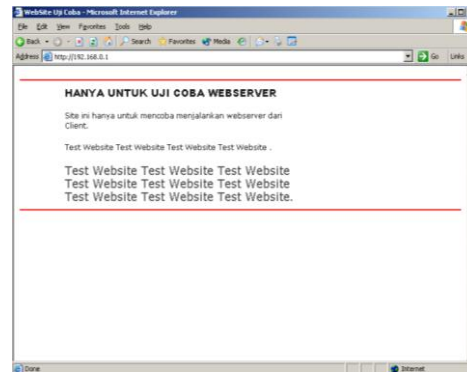 WebSite Uji Coba - Microsoft Internet Explorer
File Edit View Favorites Tools Help
Back Search Favorites Media
Address http://192.168.0.1 Go Links
HANYA UNTUK UJI COBA WEBSERVER
Site ini hanya untuk mencoba menjalankan webserver dari
Client.
Test Website Test Website Test Website Test Website .
Test Website Test Website Test Website
Test Website Test Website Test Website
Test Website Test Website Test Website.
Done Internet